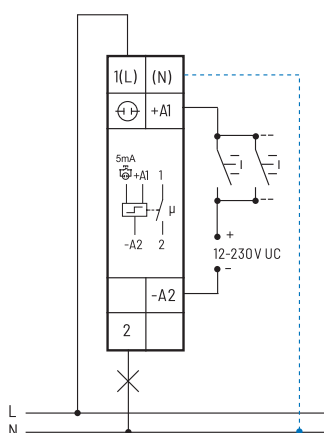 1(L) (N)
+A1
5mA
+A1 1
μ
-A2 2
+
12-230V UC
−
-A2
2
L
N